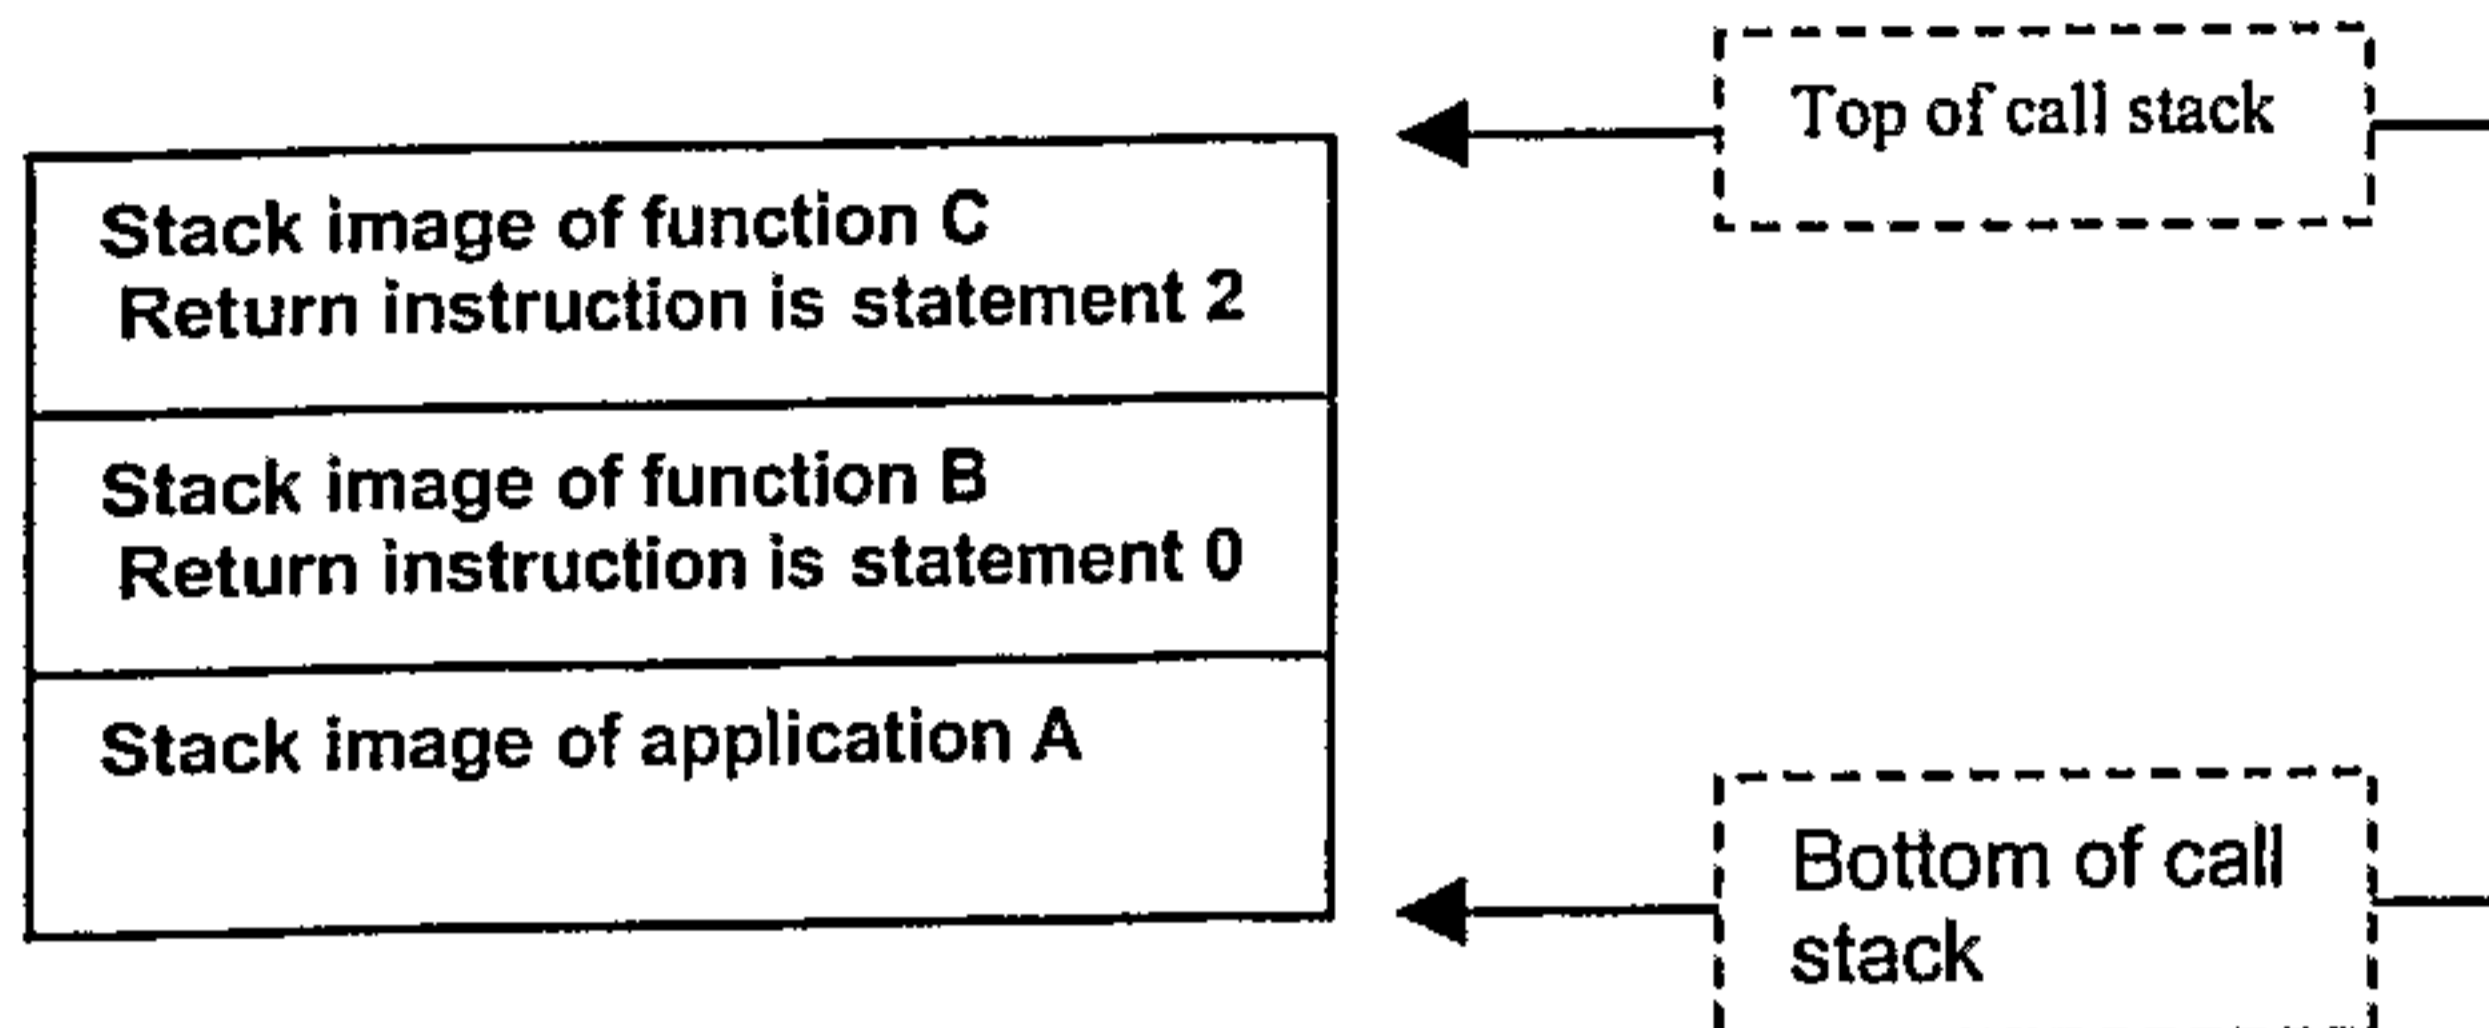 Top of call stack
Stack image of function C
Return instruction is statement 2
Stack image of function B
Return instruction is statement 0
Stack image of application A
Bottom of call
stack